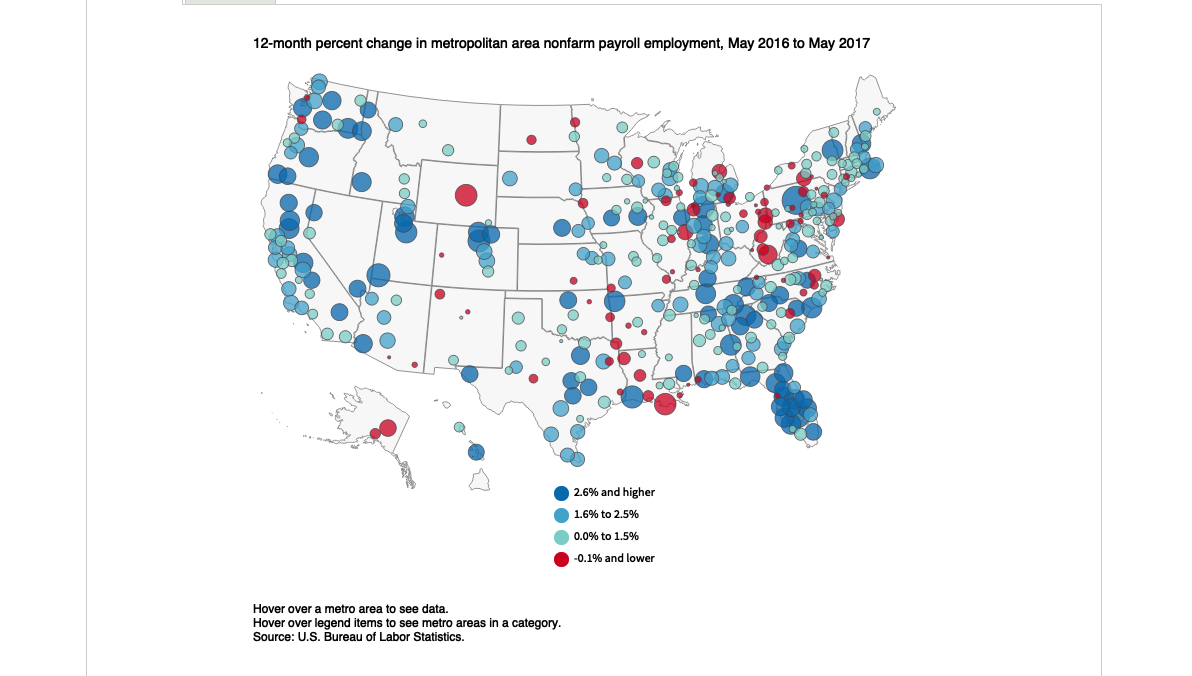 12-month percent change in metropolitan area nonfarm payroll employment, May 2016 to May 2017
2.6% and higher
1.6% to 2.5%
0.0% to 1.5%
-0.1% and lower
Hover over a metro area to see data.
Hover over legend items to see metro areas in a category.
Source: U.S. Bureau of Labor Statistics.